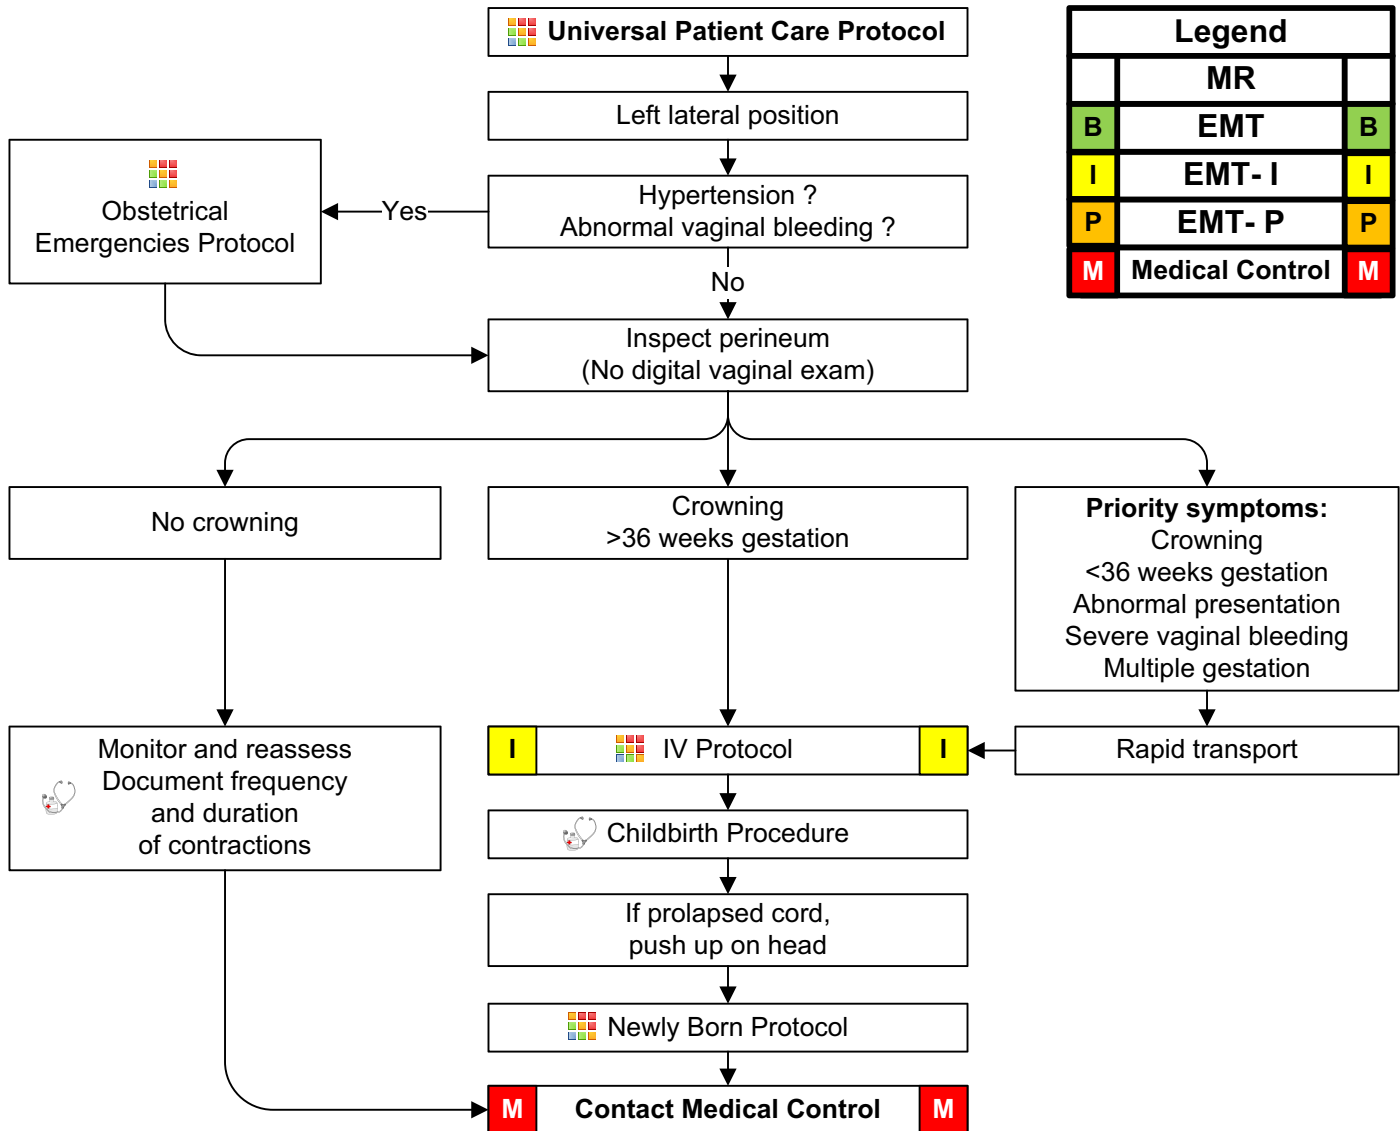 Universal Patient Care Protocol
Left lateral position
Hypertension ?
Abnormal vaginal bleeding ?
Yes
Obstetrical
Emergencies Protocol
No
Inspect perineum
(No digital vaginal exam)
No crowning
Crowning
>36 weeks gestation
Priority symptoms:
Crowning
<36 weeks gestation
Abnormal presentation
Severe vaginal bleeding
Multiple gestation
Monitor and reassess
Document frequency
and duration
of contractions
I IV Protocol I
Rapid transport
Childbirth Procedure
If prolapsed cord,
push up on head
Newly Born Protocol
M Contact Medical Control M
Legend
MR
B EMT B
I EMT- I I
P EMT- P P
M Medical Control M